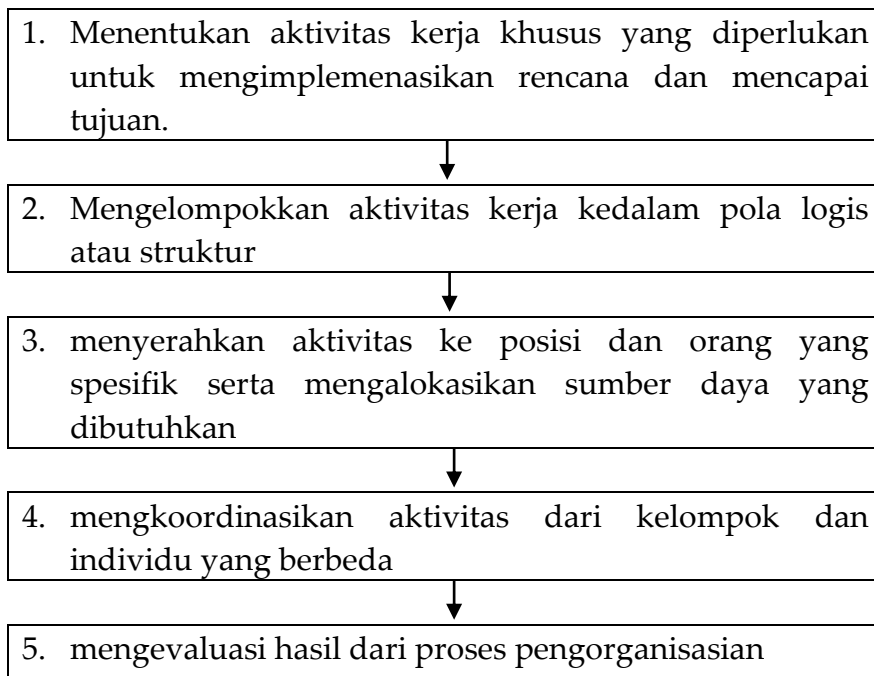 1. Menentukan aktivitas kerja khusus yang diperlukan
untuk mengimplemenasikan rencana dan mencapai
tujuan.
2. Mengelompokkan aktivitas kerja kedalam pola logis
atau struktur
3. menyerahkan aktivitas ke posisi dan orang yang
spesifik serta mengalokasikan sumber daya yang
dibutuhkan
4. mengkoordinasikan aktivitas dari kelompok dan
individu yang berbeda
5. mengevaluasi hasil dari proses pengorganisasian